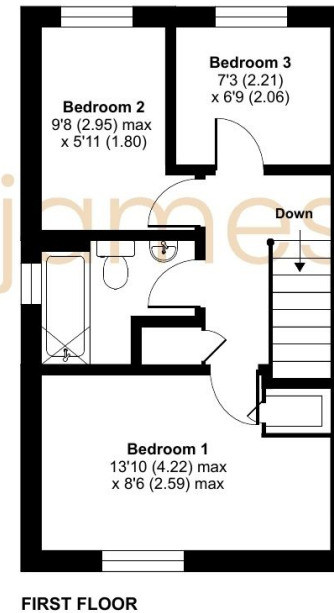 Bedroom 3
7'3 (2.21)
x 6'9 (2.06)
Bedroom 2
9'8 (2.95) max
x 5'11 (1.80)
james
Down
Bedroom 1
13'10 (4.22) max
x 8'6 (2.59) max
FIRST FLOOR